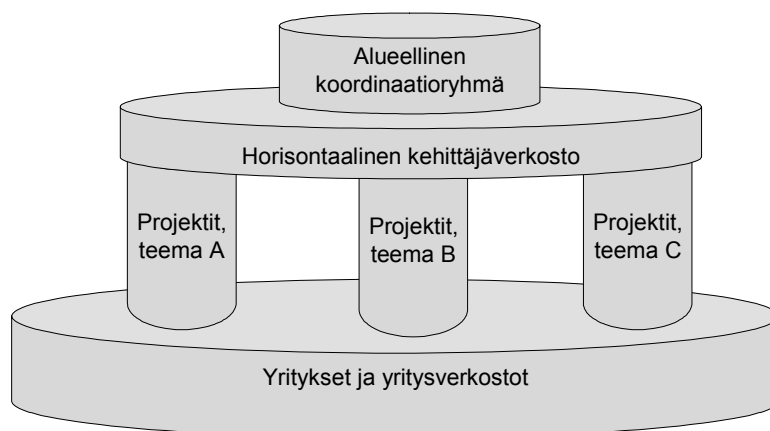 Alueellinen
koordinaatioryhmä
Horisontaalinen kehittäjäverkosto
Projektit,
teema A
Projektit,
teema B
Projektit,
teema C
Yritykset ja yritysverkostot